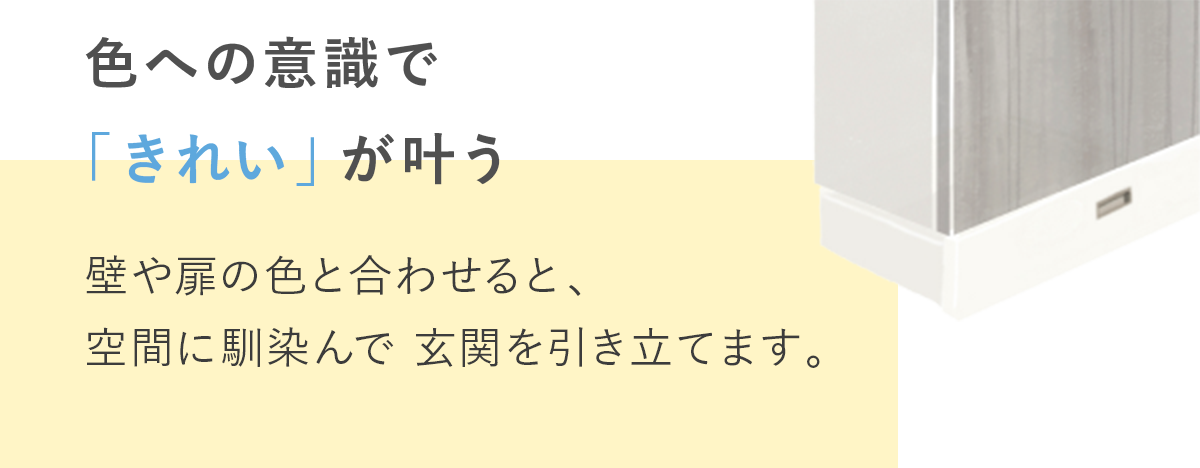 色への意識で
「きれい」が叶う
壁や扉の色と合わせると、
空間に馴染んで 玄関を引き立てます。